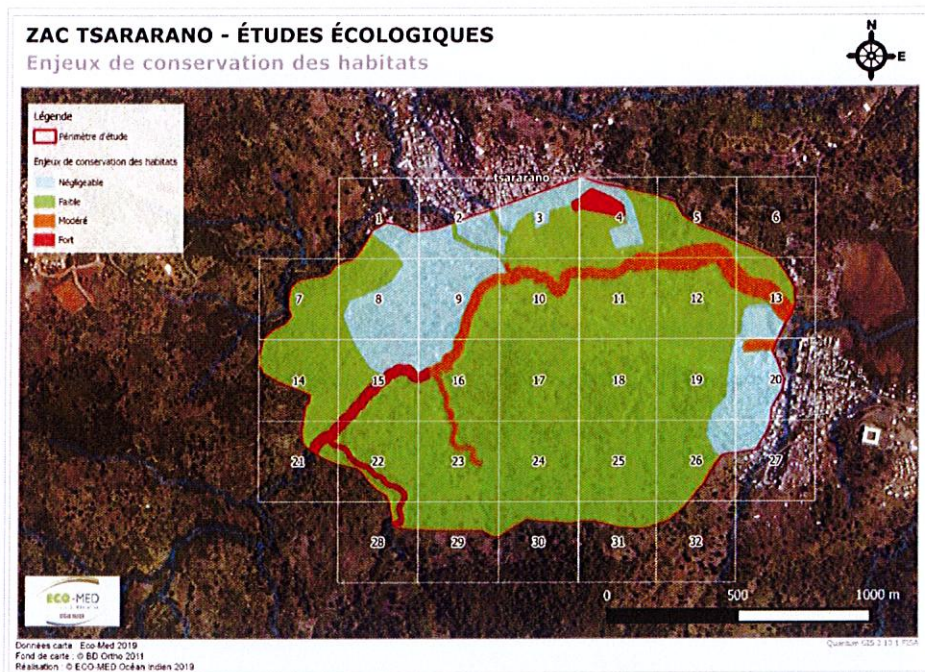 ZAC TSARARANO - ÉTUDES ÉCOLOGIQUES
Enjeux de conservation des habitats
N
E
Légende
Périmètre d'étude
Enjeux de conservation des habitats
Négligeable
Faible
Modéré
Fort
tsararano
1 2 3 4 5 6
7 8 9 10 11 12 13
14 15 16 17 18 19 20
21 22 23 24 25 26 27
28 29 30 31 32
ECO-MED
0 500 1000 m
Données carte : Eco-Med 2019
Fond de carte : © BD Ortho 2011
Réalisation : © ECO-MED Océan Indien 2019